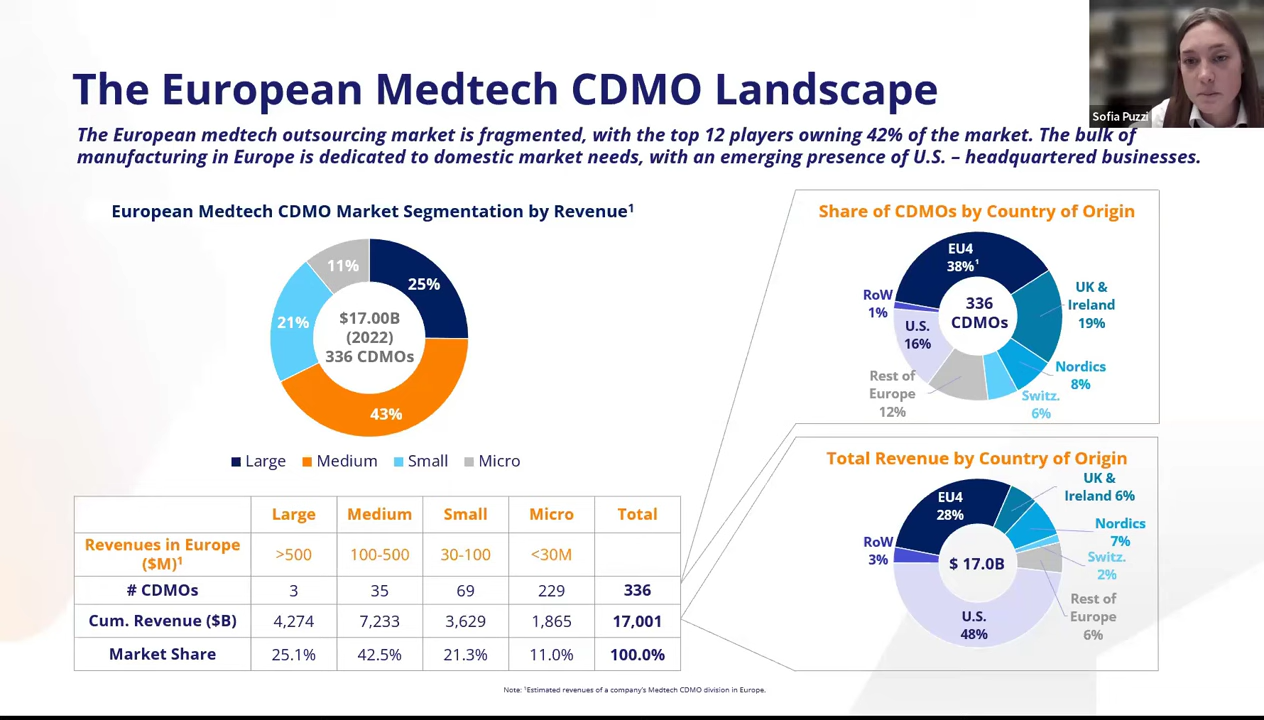 Sofia Puzzi
The European Medtech CDMO Landscape
The European medtech outsourcing market is fragmented, with the top 12 players owning 42% of the market. The bulk of
manufacturing in Europe is dedicated to domestic market needs, with an emerging presence of U.S. – headquartered businesses.
European Medtech CDMO Market Segmentation by Revenue¹
11%
25%
21%
43%
$17.00B
(2022)
336 CDMOs
Large Medium Small Micro
Large Medium Small Micro Total
Revenues in Europe
($M)¹
>500 100-500 30-100 <30M
# CDMOs 3 35 69 229 336
Cum. Revenue ($B) 4,274 7,233 3,629 1,865 17,001
Market Share 25.1% 42.5% 21.3% 11.0% 100.0%
Share of CDMOs by Country of Origin
EU4
38%¹
UK &
Ireland
19%
Nordics
8%
Switz.
6%
Rest of
Europe
12%
U.S.
16%
RoW
1%
336
CDMOs
Total Revenue by Country of Origin
EU4
28%
UK &
Ireland 6%
Nordics
7%
Switz.
2%
Rest of
Europe
6%
U.S.
48%
RoW
3%
$ 17.0B
Note: ¹Estimated revenues of a company's Medtech CDMO division in Europe.